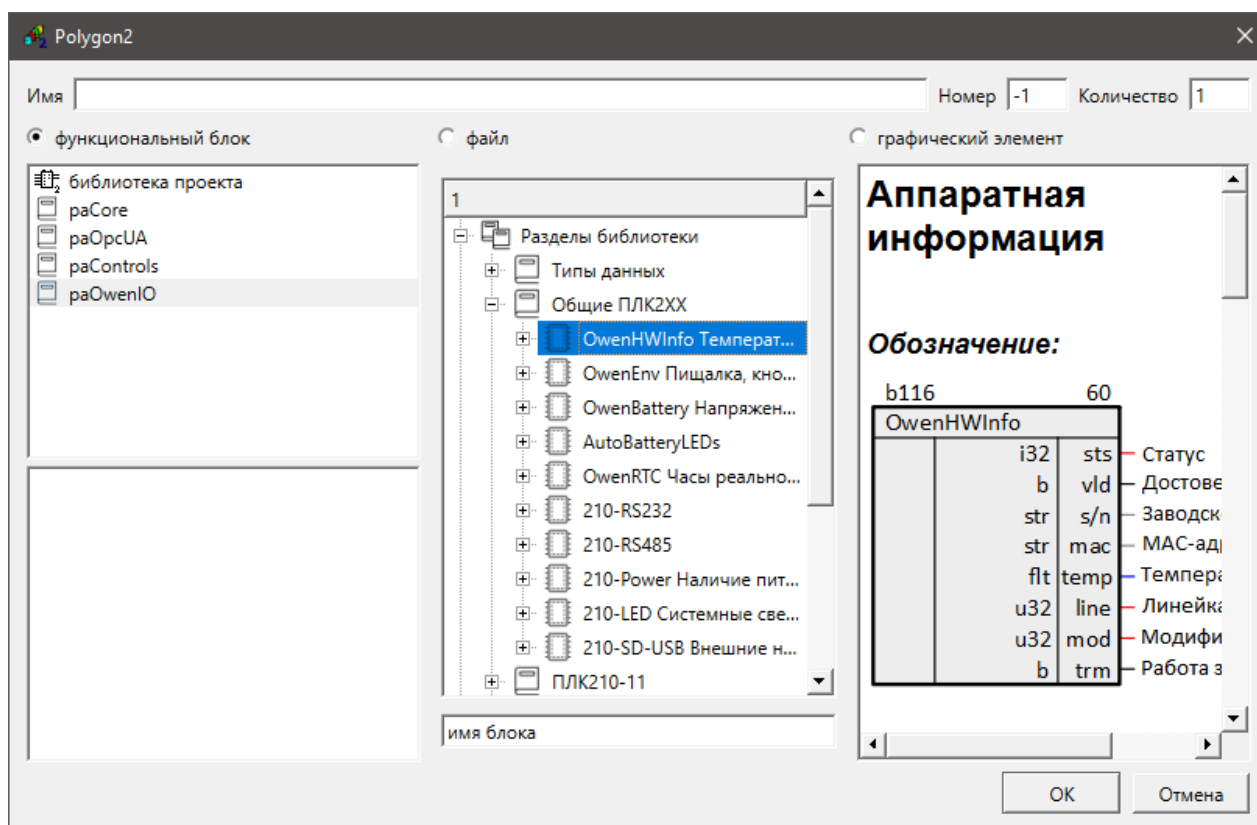 Polygon2
Имя Номер -1 Количество 1
функциональный блок файл графический элемент
библиотека проекта
paCore
paOpcUA
paControls
paOwenIO
1
Разделы библиотеки
Типы данных
Общие ПЛК2XX
OwenHWInfo Температ...
OwenEnv Пищалка, кно...
OwenBattery Напряжен...
AutoBatteryLEDs
OwenRTC Часы реально...
210-RS232
210-RS485
210-Power Наличие пит...
210-LED Системные све...
210-SD-USB Внешние н...
ПЛК210-11
имя блока
Аппаратная
информация
Обозначение:
b116 60
OwenHWInfo
i32 sts Статус
b vld Достове
str s/n Заводск
str mac MAC-ад
flt temp Темпера
u32 line Линейка
u32 mod Модифи
b trm Работа з
OK Отмена